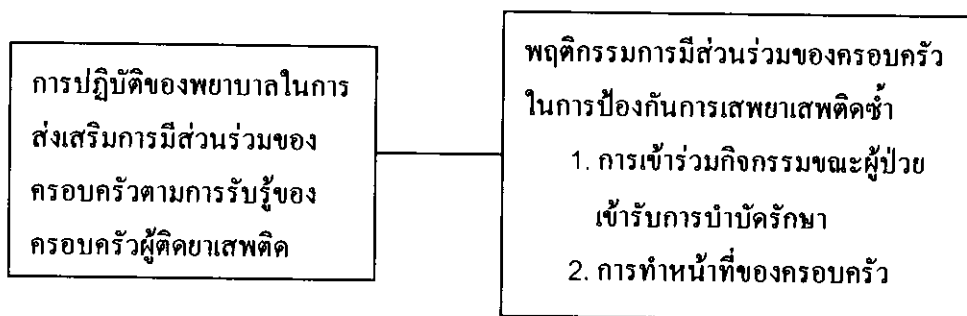 การปฏิบัติของพยาบาลในการ
ส่งเสริมการมีส่วนร่วมของ
ครอบครัวตามการรับรู้ของ
ครอบครัวผู้ติดยาเสพติด
พฤติกรรมการมีส่วนร่วมของครอบครัว
ในการป้องกันการเสพยาเสพติดซ้ำ
1. การเข้าร่วมกิจกรรมขณะผู้ป่วย
เข้ารับการบำบัดรักษา
2. การทำหน้าที่ของครอบครัว